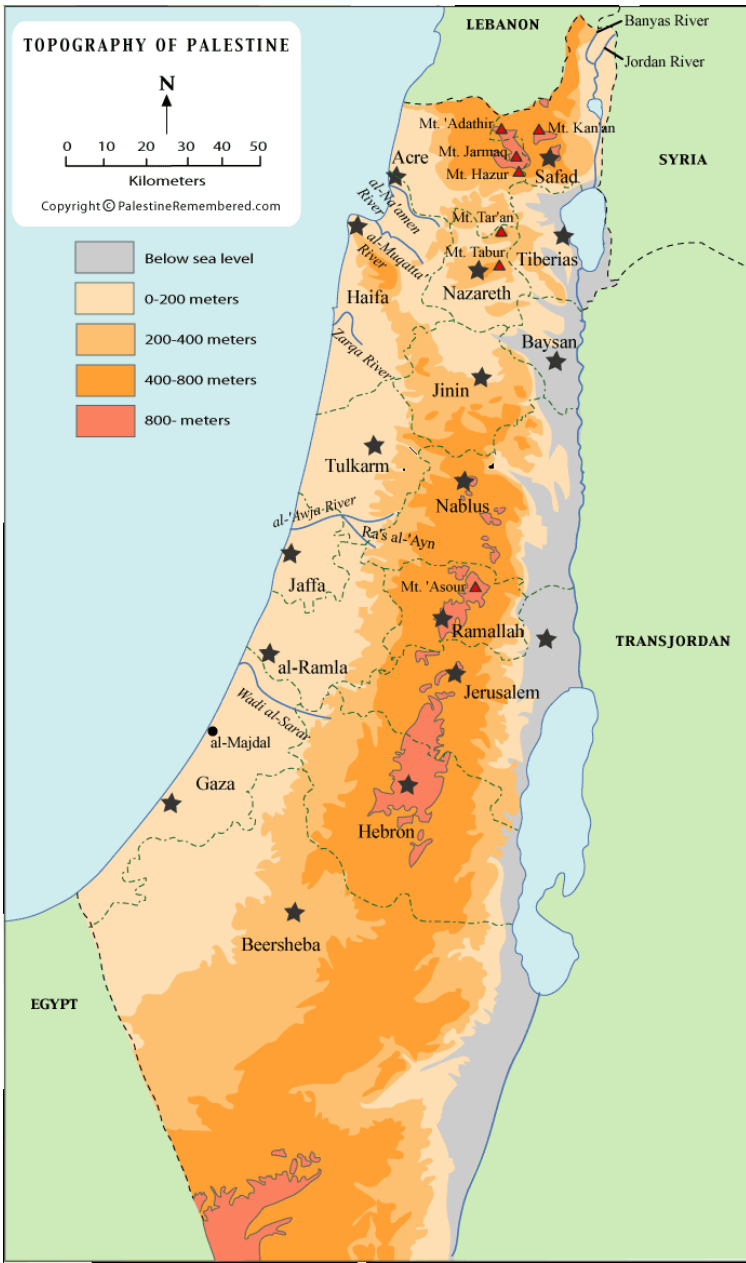 LEBANON
Banyas River
Jordan River
TOPOGRAPHY OF PALESTINE
N
0 10 20 30 40 50
Kilometers
Copyright © PalestineRemembered.com
Mt. 'Adathir
Mt. Kan'an
Mt. Jarmaq
Mt. Hazur
Safad
SYRIA
Acre
al-Na'amen
River
Mt. Tar'an
al-Muqatta'
River
Mt. Tabur
Tiberias
Nazareth
Haifa
Below sea level
0-200 meters
200-400 meters
400-800 meters
800- meters
Zarqa River
Baysan
Jinin
Tulkarm
Nablus
al-'Awja River
Ra's al-'Ayn
Jaffa
Mt. 'Asour
Ramallah
TRANSJORDAN
al-Ramla
Jerusalem
Wadi al-Sarar
al-Majdal
Gaza
Hebron
Beersheba
EGYPT